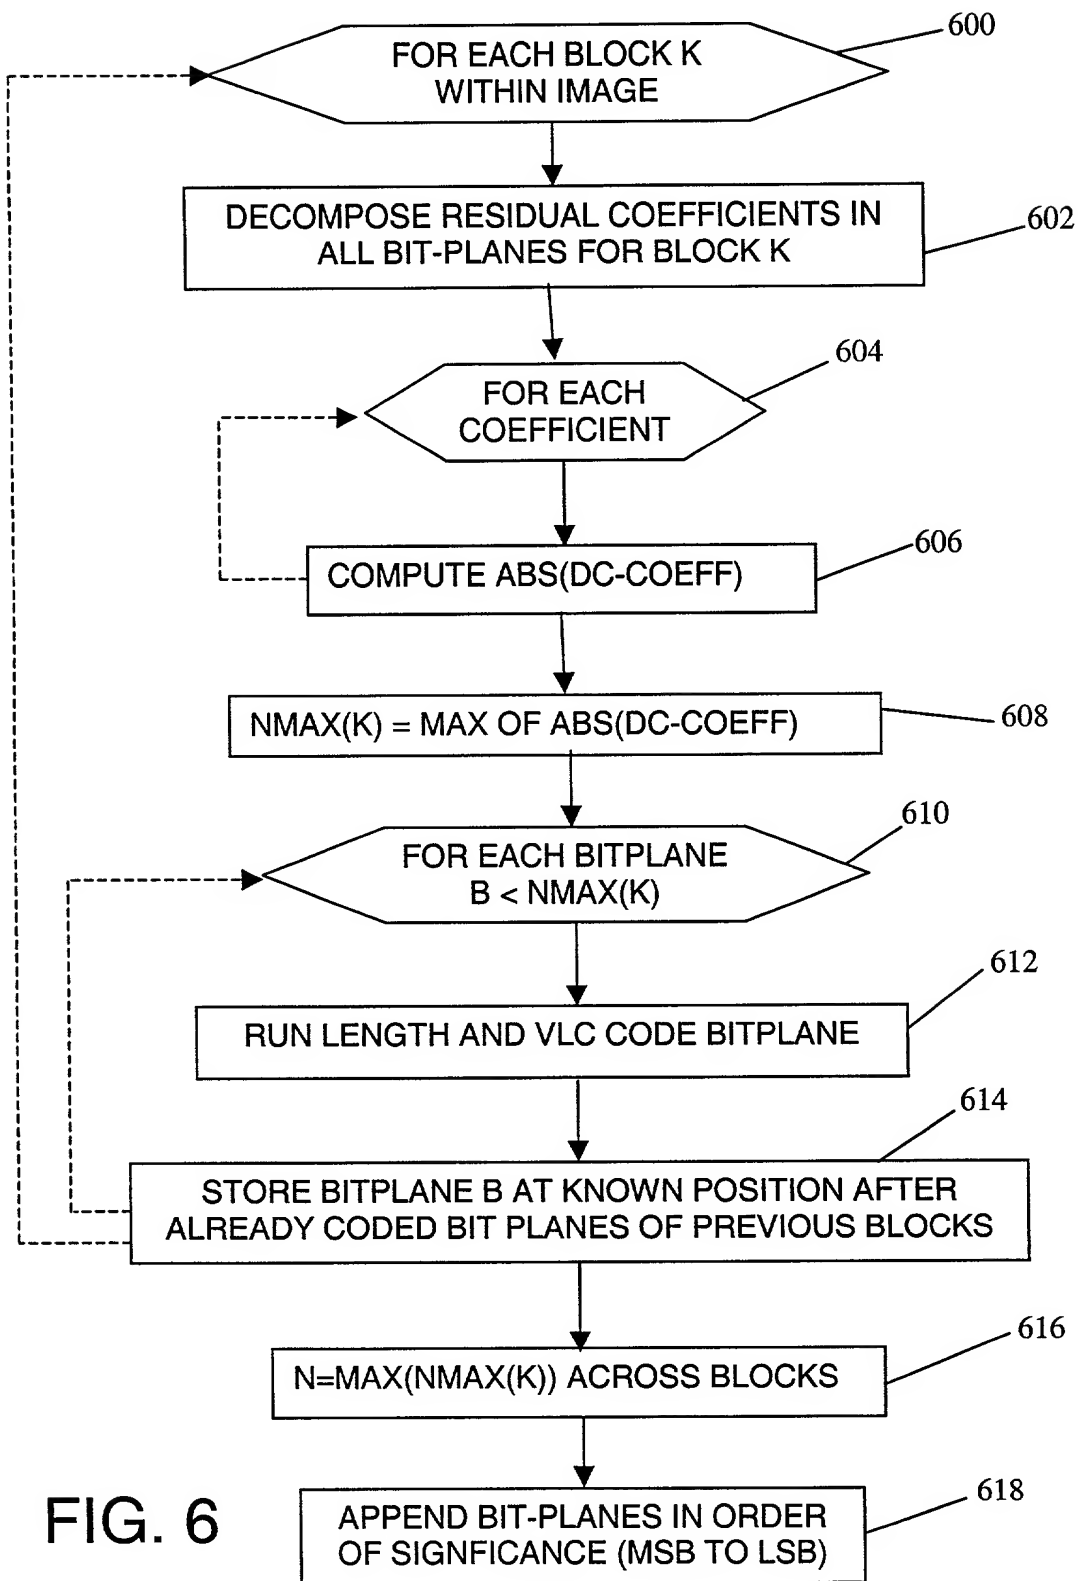 600
FOR EACH BLOCK K
WITHIN IMAGE
DECOMPOSE RESIDUAL COEFFICIENTS IN
ALL BIT-PLANES FOR BLOCK K
602
604
FOR EACH
COEFFICIENT
606
COMPUTE ABS(DC-COEFF)
NMAX(K) = MAX OF ABS(DC-COEFF)
608
610
FOR EACH BITPLANE
B < NMAX(K)
612
RUN LENGTH AND VLC CODE BITPLANE
614
STORE BITPLANE B AT KNOWN POSITION AFTER
ALREADY CODED BIT PLANES OF PREVIOUS BLOCKS
616
N=MAX(NMAX(K)) ACROSS BLOCKS
618
APPEND BIT-PLANES IN ORDER
OF SIGNFICANCE (MSB TO LSB)
FIG. 6